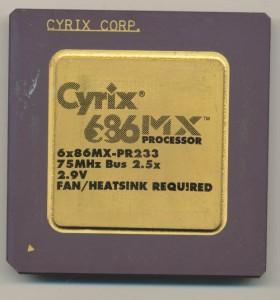 CYRIX CORP.
Cyrix®
6x86MX™
PROCESSOR
6x86MX-PR233
75MHz Bus 2.5x
2.9V
FAN/HEATSINK REQUIRED